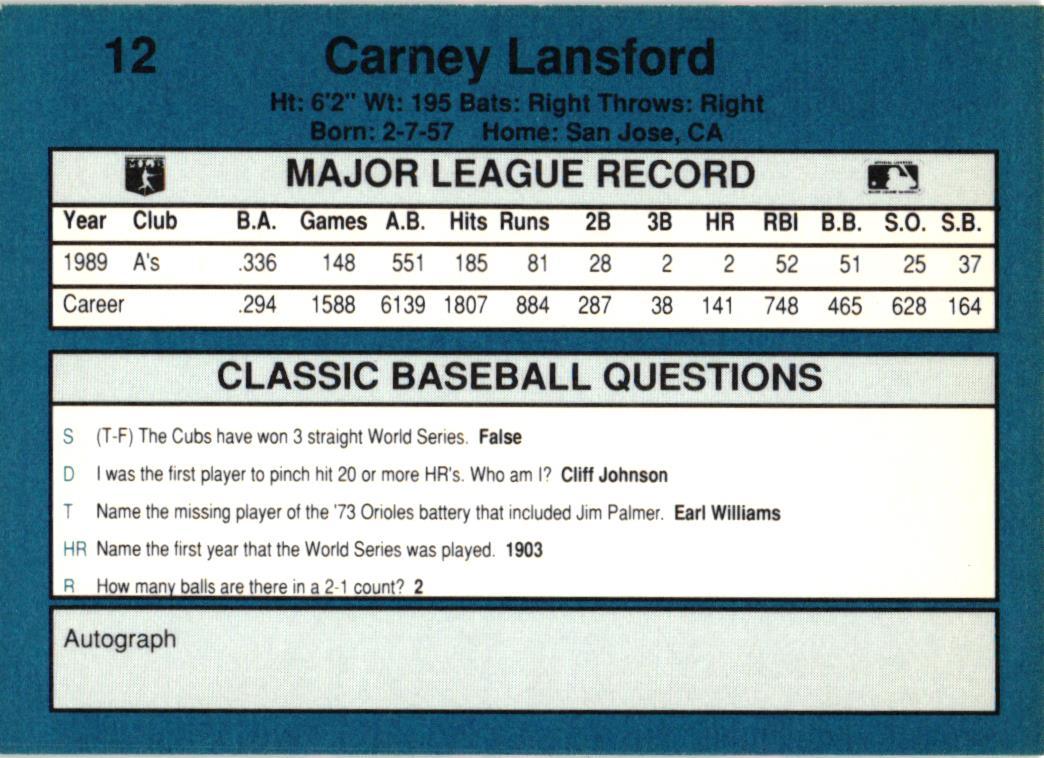 12 Carney Lansford
Ht: 6'2" Wt: 195 Bats: Right Throws: Right
Born: 2-7-57 Home: San Jose, CA
MAJOR LEAGUE RECORD
Year Club B.A. Games A.B. Hits Runs 2B 3B HR RBI B.B. S.O. S.B.
1989 A's .336 148 551 185 81 28 2 2 52 51 25 37
Career .294 1588 6139 1807 884 287 38 141 748 465 628 164
CLASSIC BASEBALL QUESTIONS
S (T-F) The Cubs have won 3 straight World Series. False
D I was the first player to pinch hit 20 or more HR's. Who am I? Cliff Johnson
T Name the missing player of the '73 Orioles battery that included Jim Palmer. Earl Williams
HR Name the first year that the World Series was played. 1903
R How many balls are there in a 2-1 count? 2
Autograph